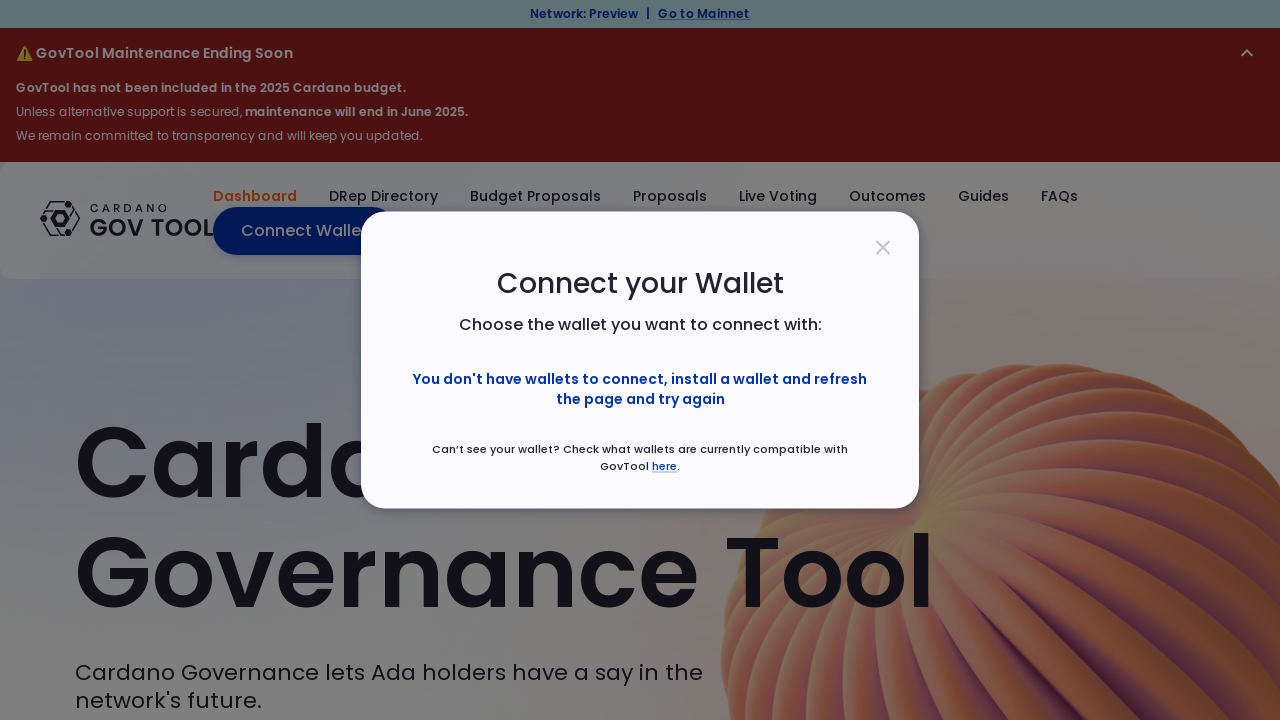 Network: Preview | Go to Mainnet
⚠️ GovTool Maintenance Ending Soon
GovTool has not been included in the 2025 Cardano budget.
Unless alternative support is secured, maintenance will end in June 2025.
We remain committed to transparency and will keep you updated.
CARDANO
GOV TOOL
Dashboard DRep Directory Budget Proposals Proposals Live Voting Outcomes Guides FAQs
Connect Walle
Connect your Wallet
Choose the wallet you want to connect with:
You don't have wallets to connect, install a wallet and refresh
the page and try again
Can't see your wallet? Check what wallets are currently compatible with
GovTool here.
Governance Tool
Cardano Governance lets Ada holders have a say in the
network's future.